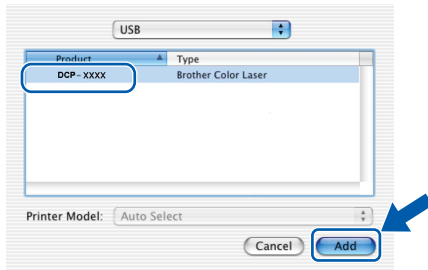 USB
Product Type
DCP-XXXX Brother Color Laser
Printer Model: Auto Select
Cancel Add